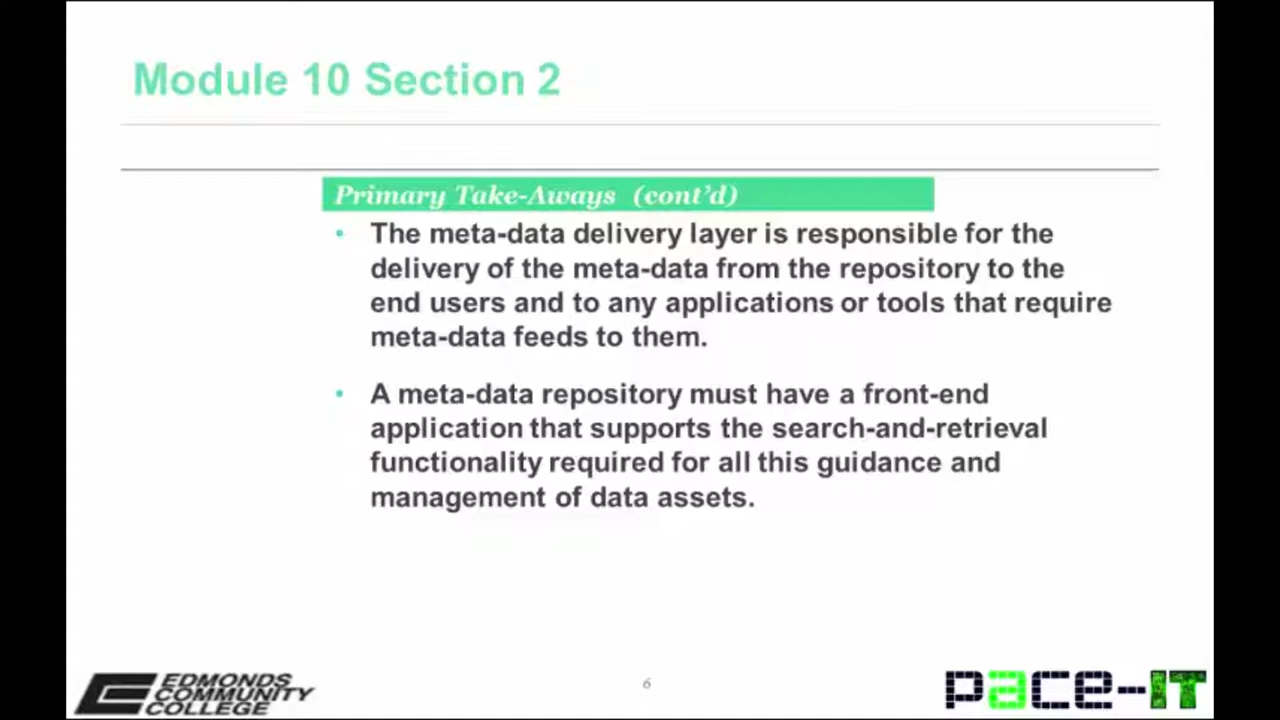 Module 10 Section 2
Primary Take-Aways (cont’d)
• The meta-data delivery layer is responsible for the
delivery of the meta-data from the repository to the
end users and to any applications or tools that require
meta-data feeds to them.
• A meta-data repository must have a front-end
application that supports the search-and-retrieval
functionality required for all this guidance and
management of data assets.
EDMONDS
COMMUNITY
COLLEGE
6
pace-IT